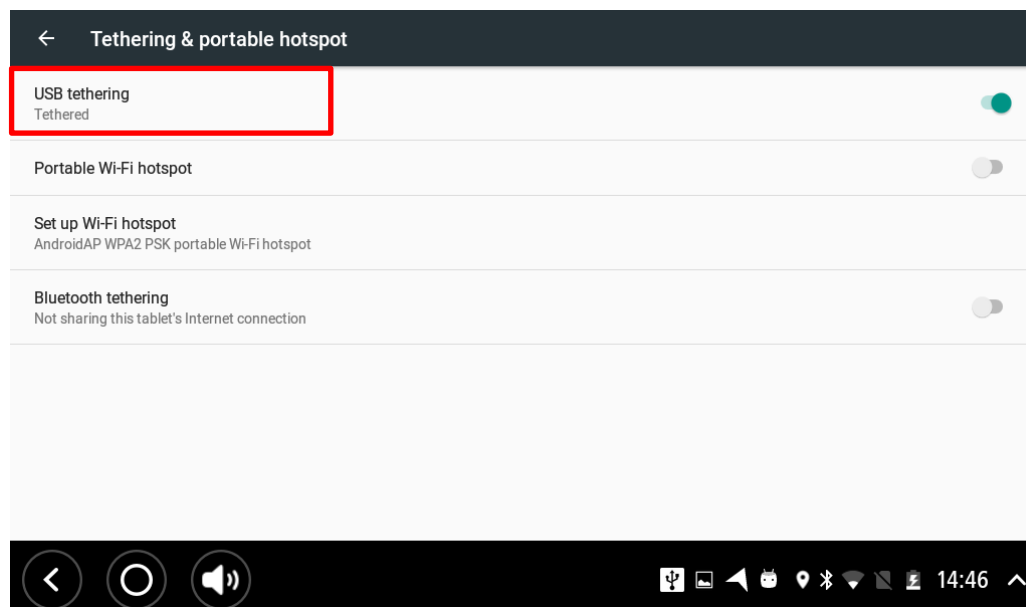 Tethering & portable hotspot
USB tethering
Tethered
Portable Wi-Fi hotspot
Set up Wi-Fi hotspot
AndroidAP WPA2 PSK portable Wi-Fi hotspot
Bluetooth tethering
Not sharing this tablet's Internet connection
14:46